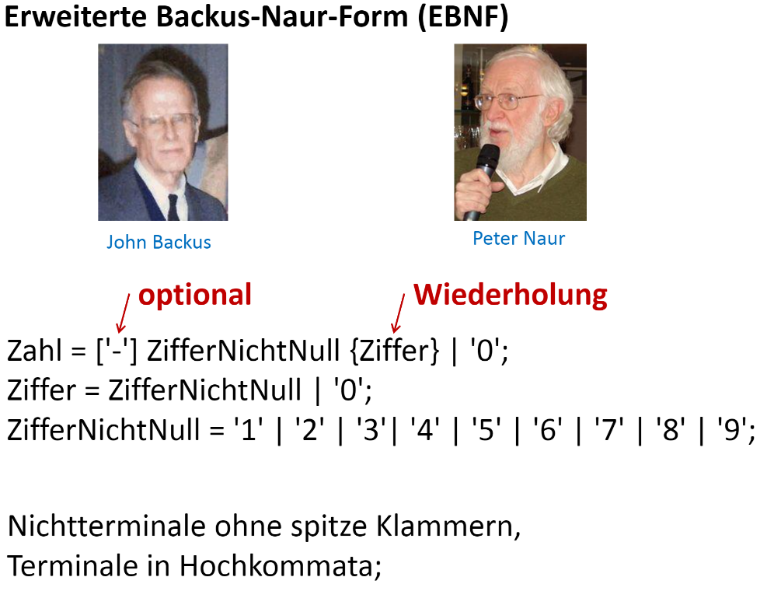 Erweiterte Backus-Naur-Form (EBNF)
John Backus
Peter Naur
optional
Wiederholung
Zahl = ['-'] ZifferNichtNull {Ziffer} | '0';
Ziffer = ZifferNichtNull | '0';
ZifferNichtNull = '1' | '2' | '3'| '4' | '5' | '6' | '7' | '8' | '9';
Nichtterminale ohne spitze Klammern,
Terminale in Hochkommata;